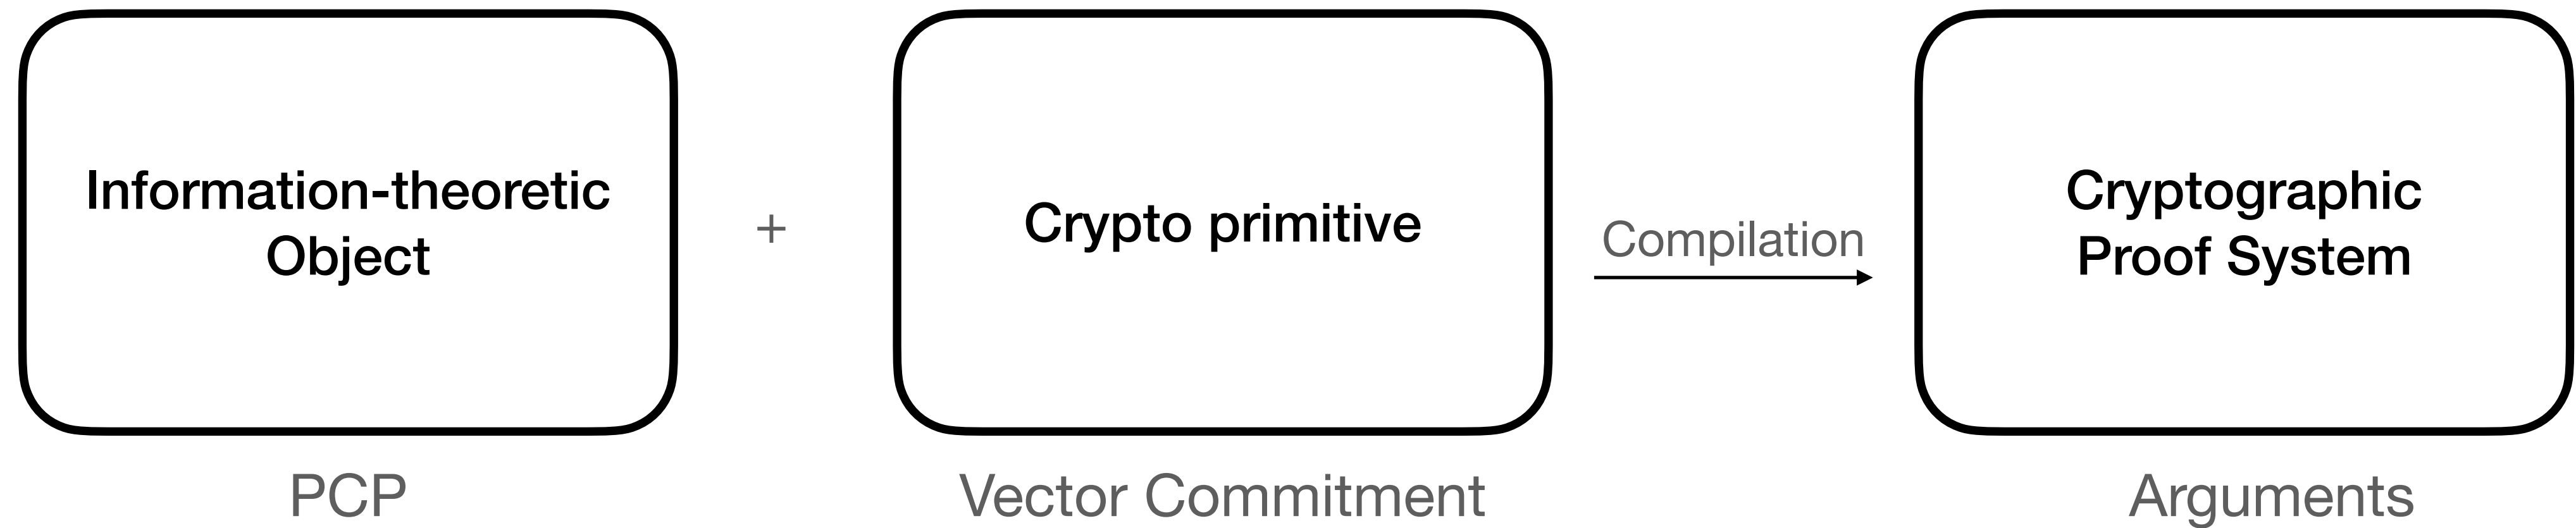 Information-theoretic
Object
+
Crypto primitive
Compilation
Cryptographic
Proof System
PCP
Vector Commitment
Arguments